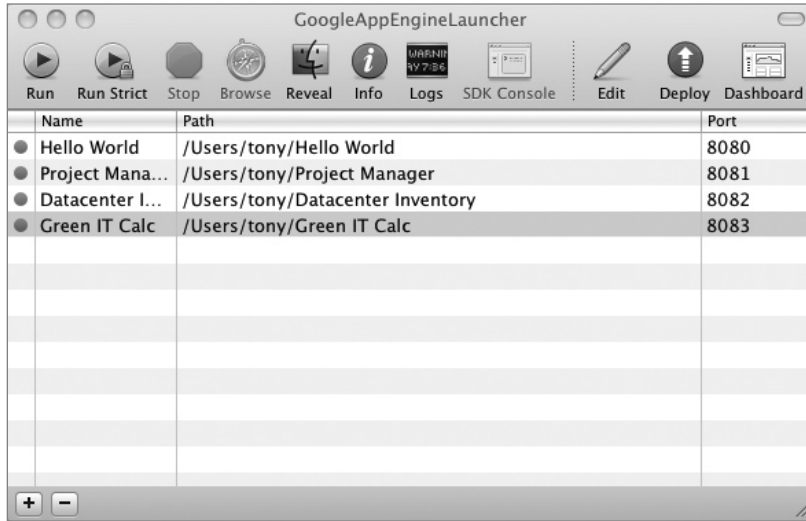 GoogleAppEngineLauncher
Run Run Strict Stop Browse Reveal Info Logs SDK Console Edit Deploy Dashboard
Name Path Port
Hello World /Users/tony/Hello World 8080
Project Mana... /Users/tony/Project Manager 8081
Datacenter I... /Users/tony/Datacenter Inventory 8082
Green IT Calc /Users/tony/Green IT Calc 8083